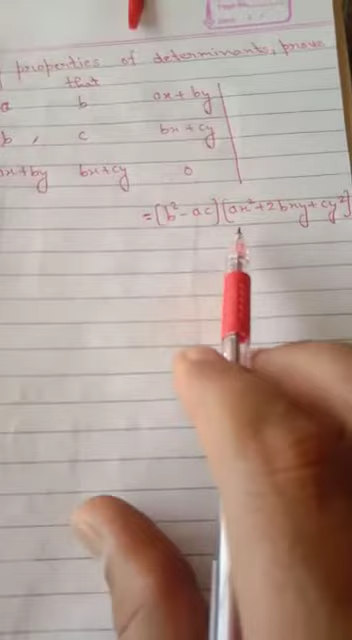 properties of determinants, prove
that
a b ax + by
b, c bx + cy
ax+by bx+cy 0
= [b² - ac] [ax² + 2bxy + cy²]